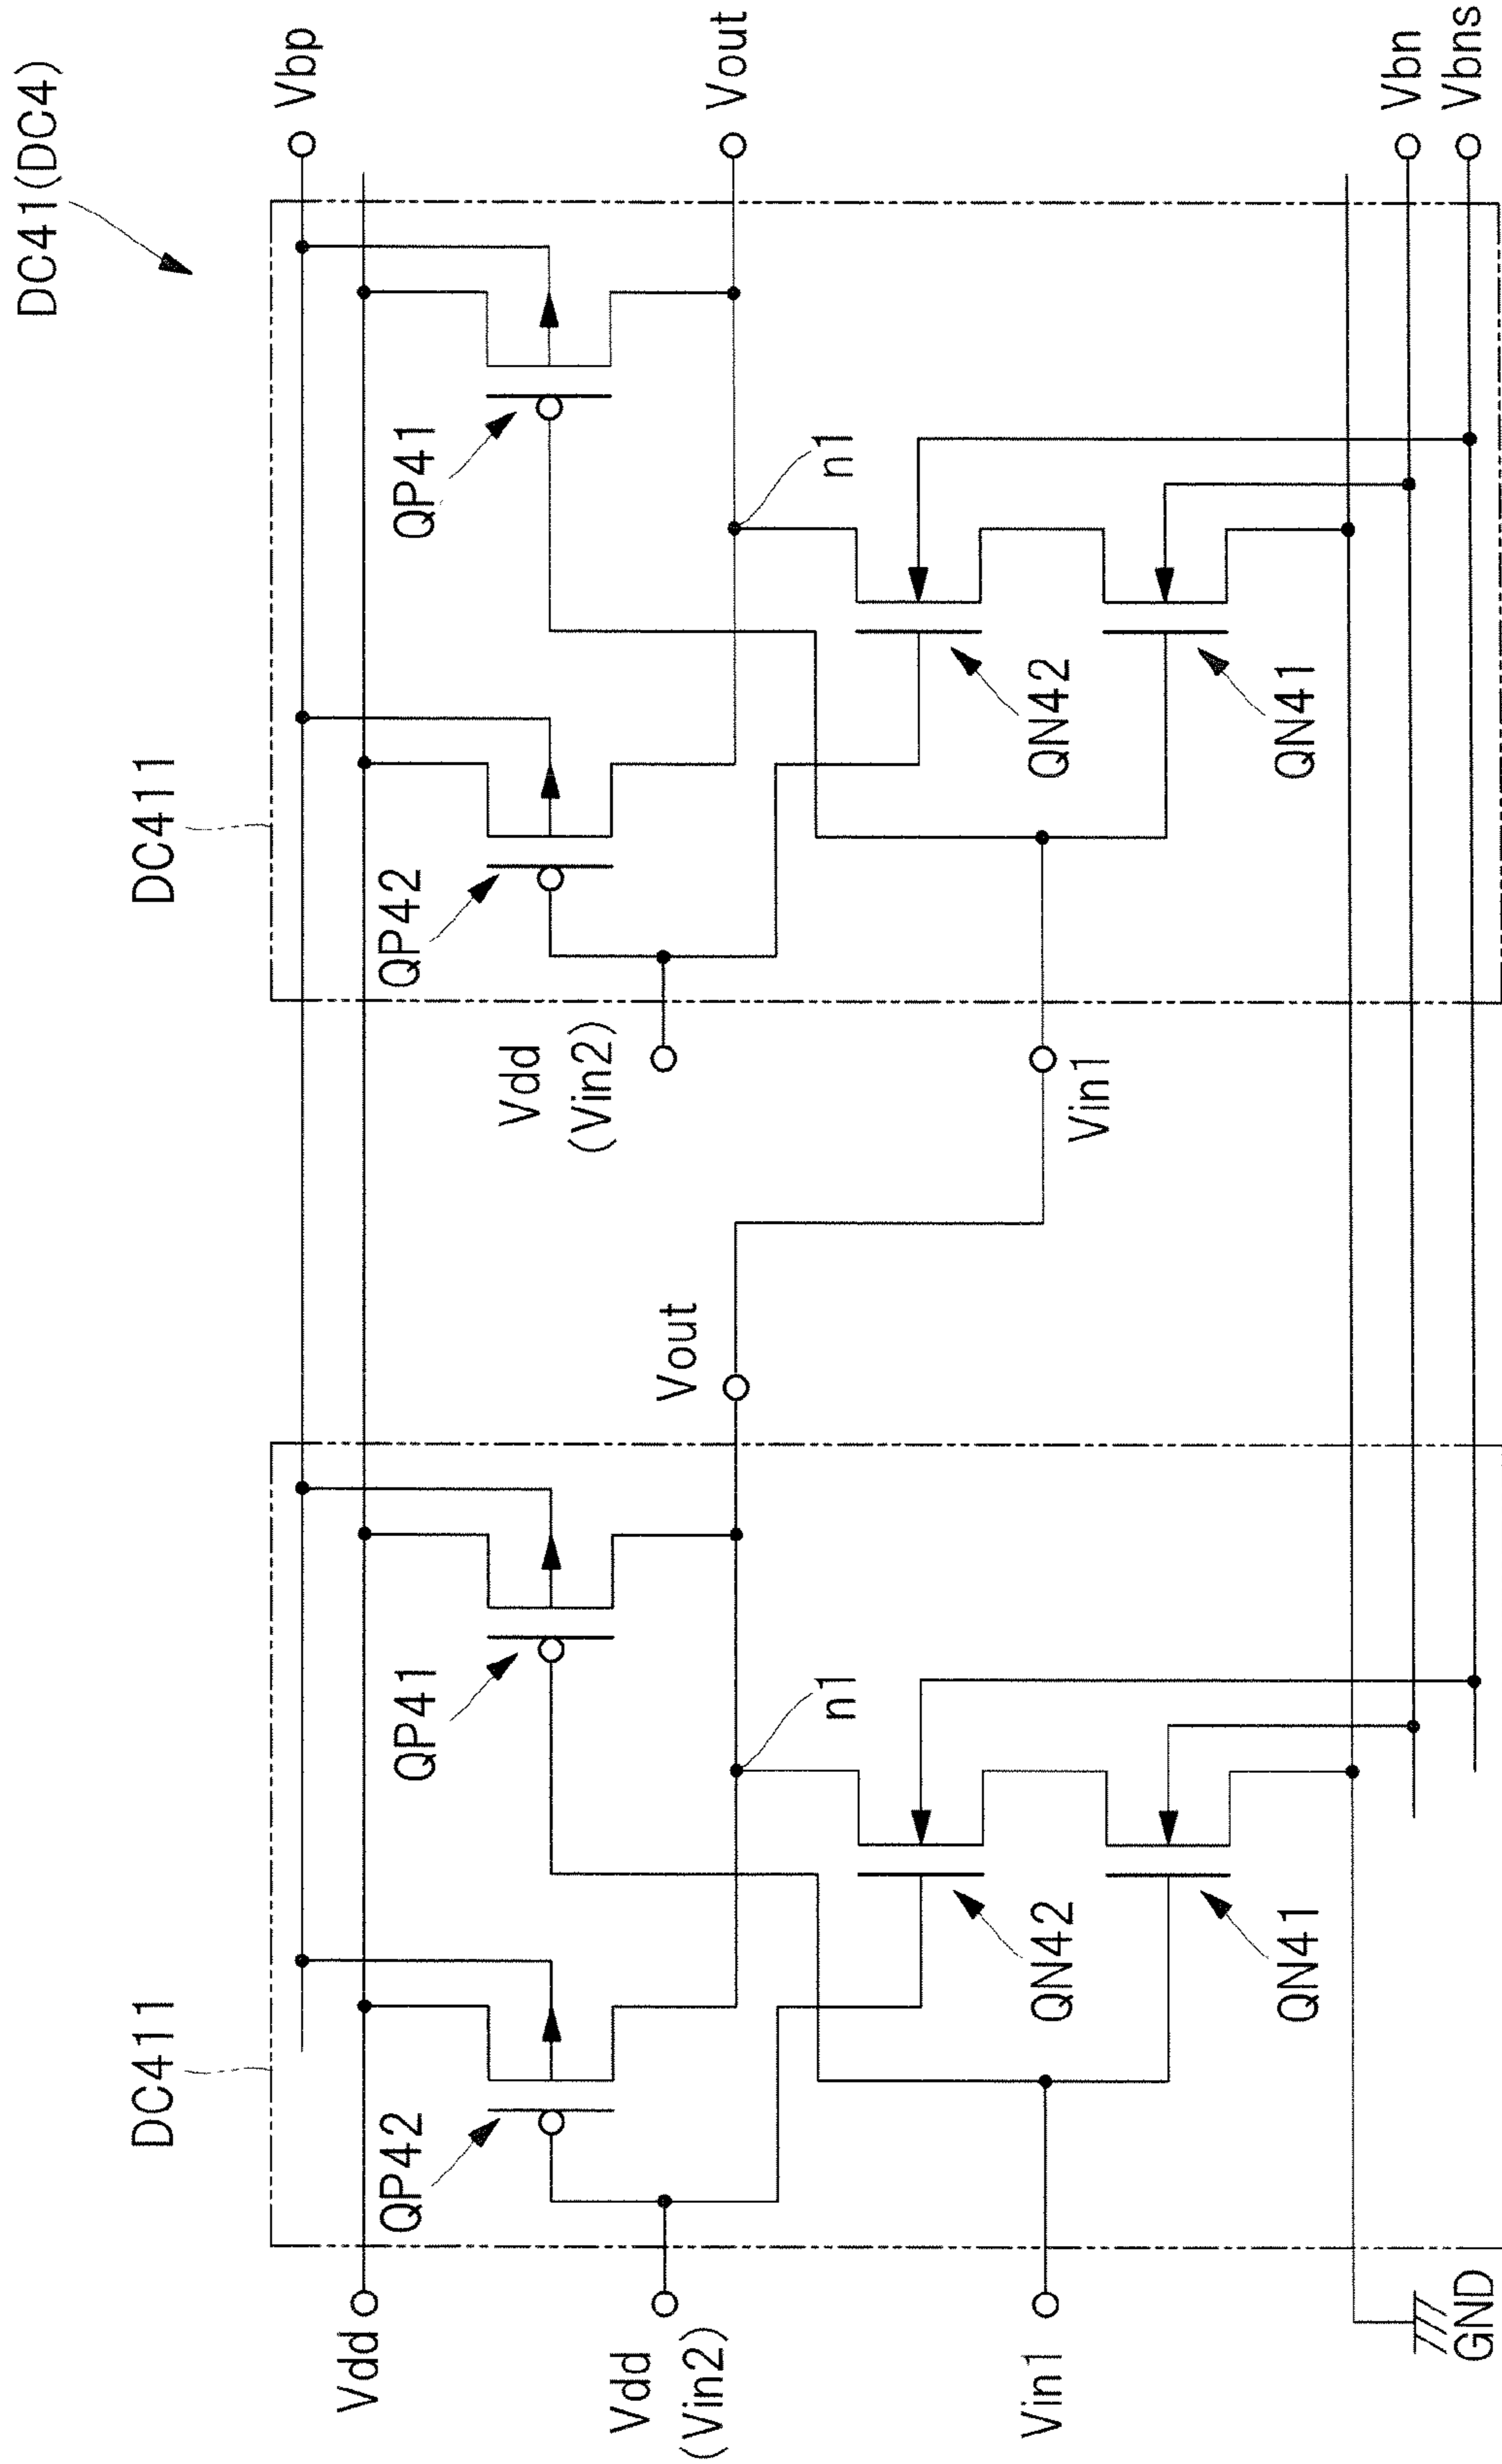 DC41(DC4)
DC411
DC411
Vbp
Vdd
QP42
QP41
QP42
QP41
Vdd
(Vin2)
Vout
Vdd
(Vin2)
Vout
n1
n1
Vin1
QN42
Vin1
QN42
QN41
QN41
Vbn
GND
Vbns